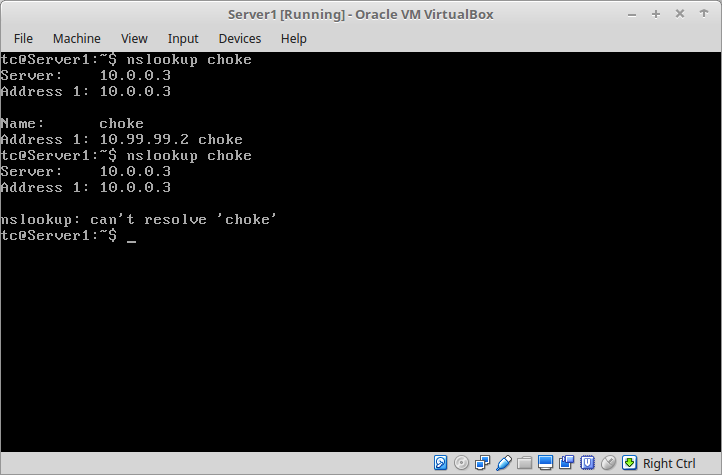 Server1 [Running] - Oracle VM VirtualBox
File Machine View Input Devices Help
tc@Server1:~$ nslookup choke
Server:    10.0.0.3
Address 1: 10.0.0.3
Name:      choke
Address 1: 10.99.99.2 choke
tc@Server1:~$ nslookup choke
Server:    10.0.0.3
Address 1: 10.0.0.3
nslookup: can't resolve 'choke'
tc@Server1:~$ _
Right Ctrl